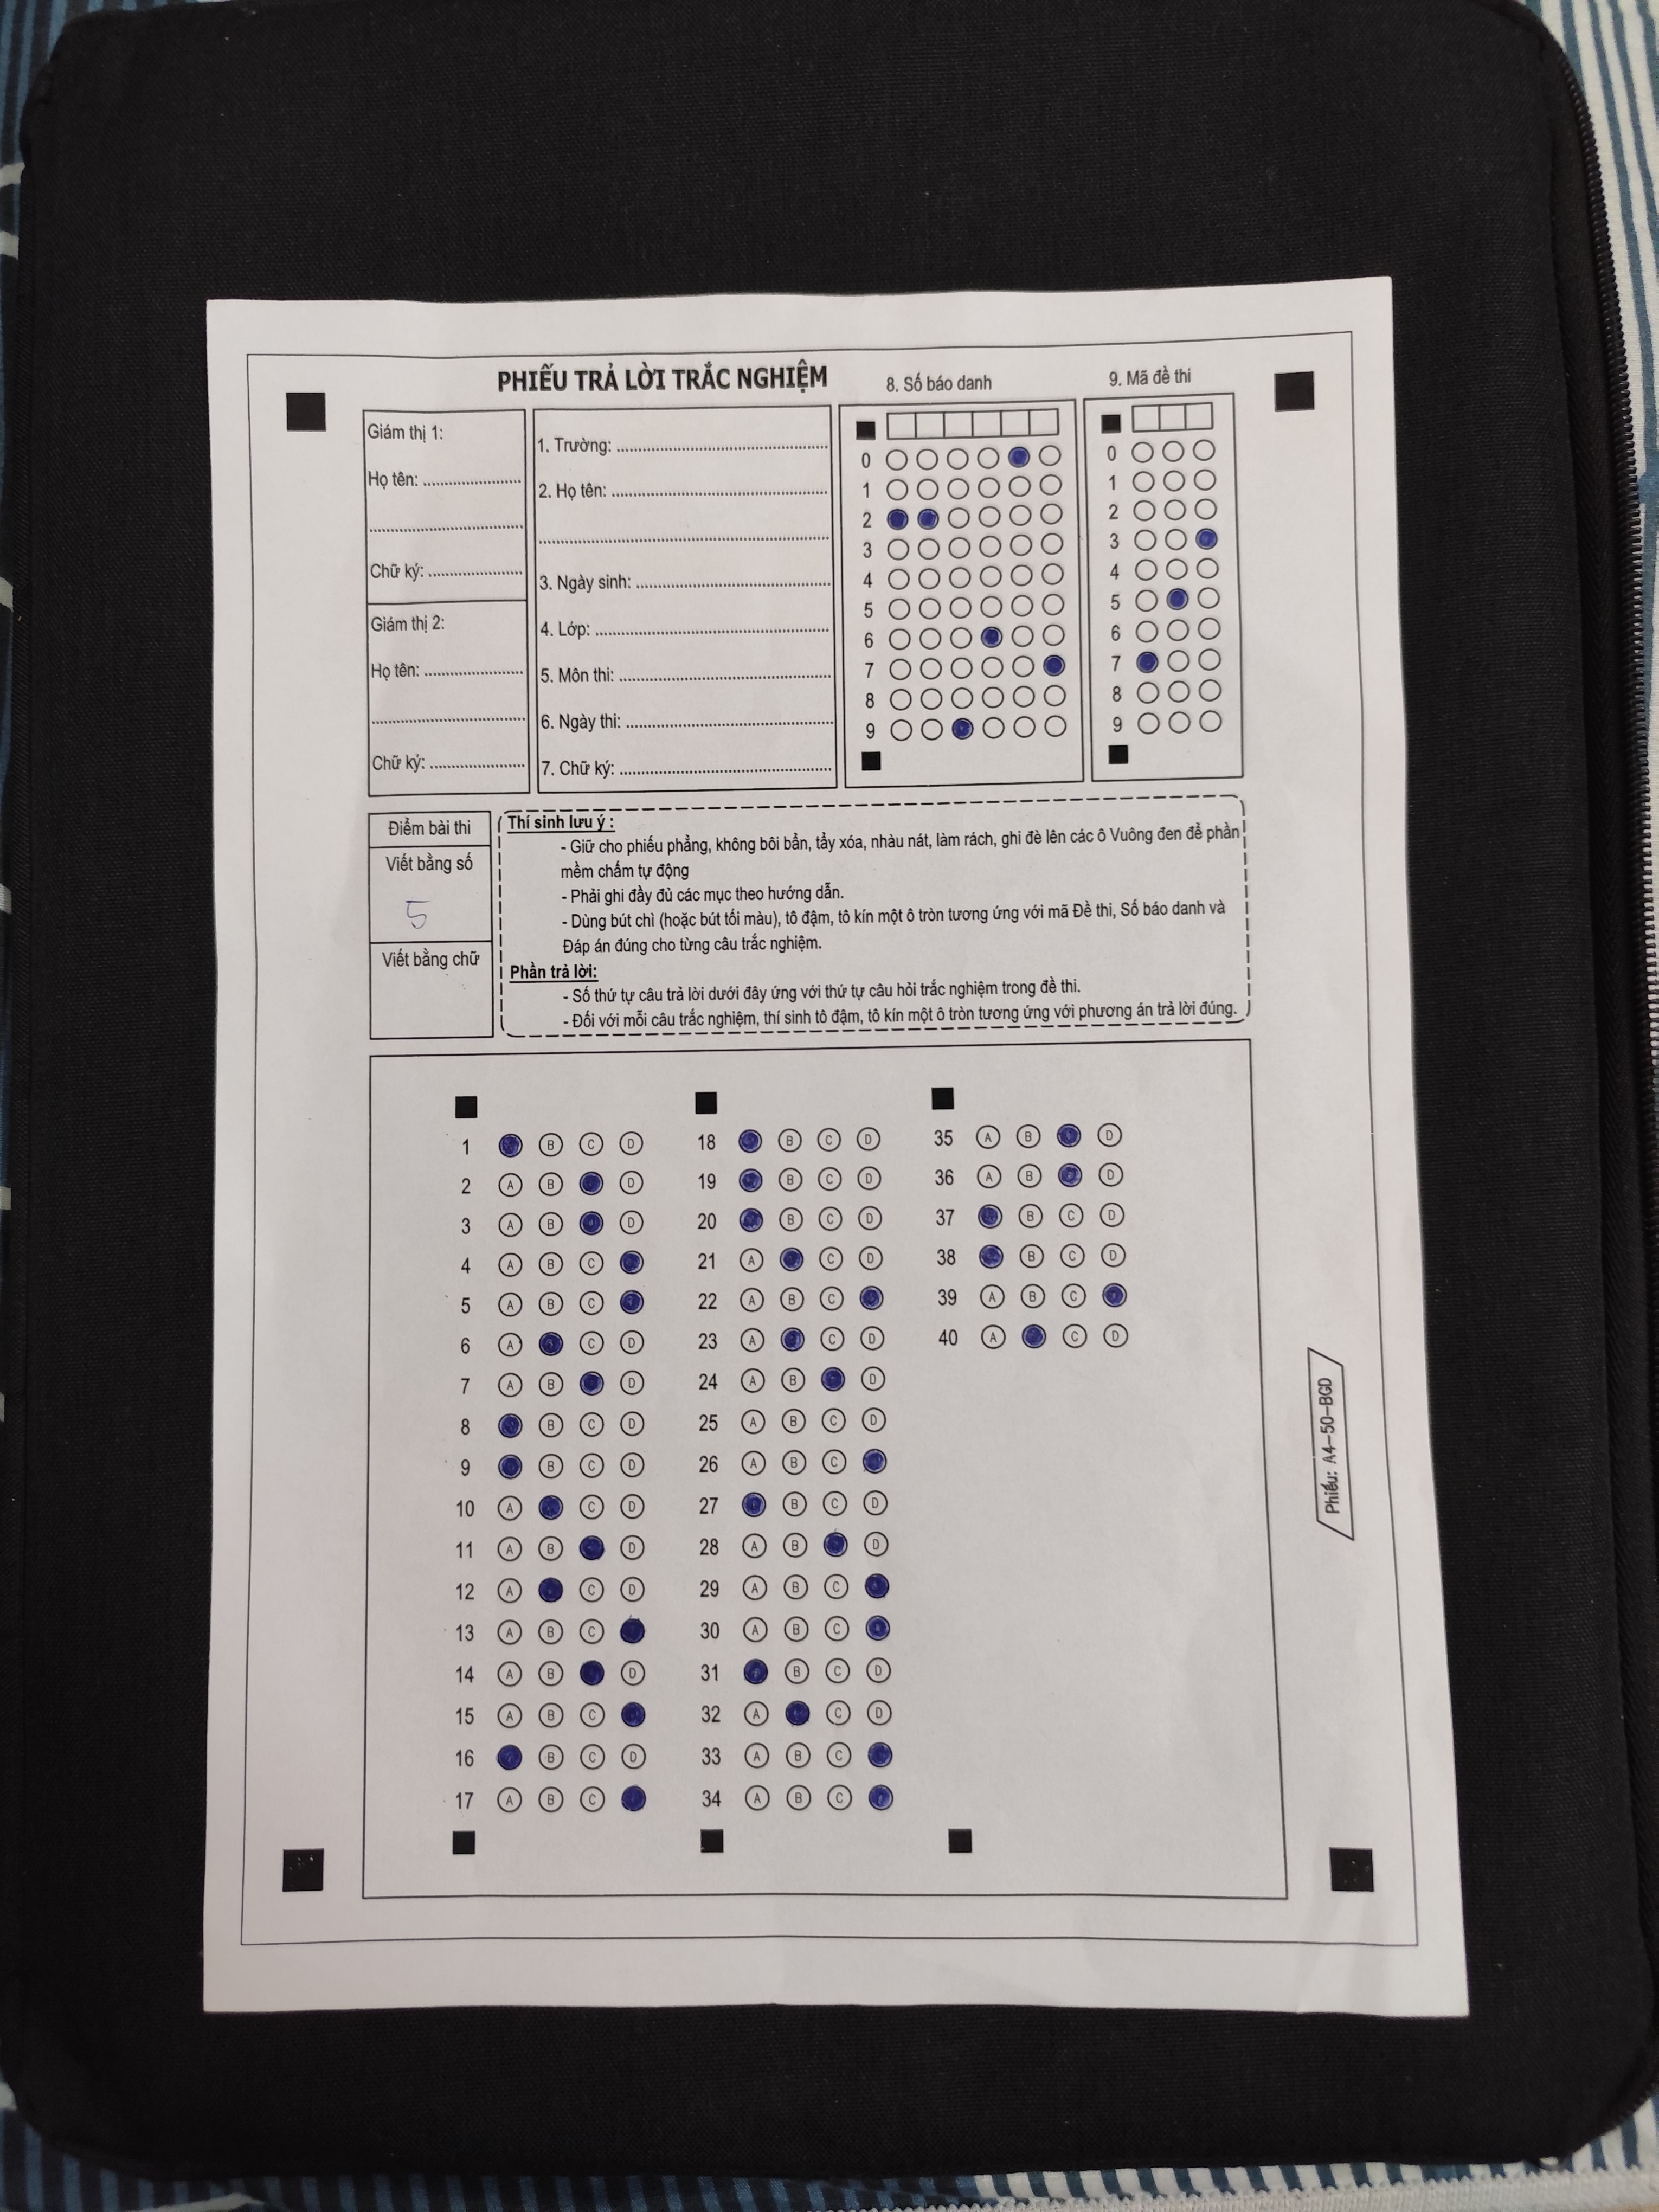 PHIẾU TRẢ LỜI TRẮC NGHIỆM
8. Số báo danh
9. Mã đề thi
Giám thị 1:
Họ tên: ......................
..................................
Chữ ký: .....................
Giám thị 2:
Họ tên: ......................
..................................
Chữ ký: .....................
1. Trường: ..............................................
2. Họ tên: ................................................
................................................................
3. Ngày sinh: ..........................................
4. Lớp: ...................................................
5. Môn thi: ..............................................
6. Ngày thi: .............................................
7. Chữ ký: ..............................................
0
1
2
3
4
5
6
7
8
9
0
1
2
3
4
5
6
7
8
9
Điểm bài thi
Viết bằng số
5
Viết bằng chữ
Thí sinh lưu ý :
- Giữ cho phiếu phẳng, không bôi bẩn, tẩy xóa, nhàu nát, làm rách, ghi đè lên các ô Vuông đen để phần
mềm chấm tự động
- Phải ghi đầy đủ các mục theo hướng dẫn.
- Dùng bút chì (hoặc bút tối màu), tô đậm, tô kín một ô tròn tương ứng với mã Đề thi, Số báo danh và
Đáp án đúng cho từng câu trắc nghiệm.
Phần trả lời:
- Số thứ tự câu trả lời dưới đây ứng với thứ tự câu hỏi trắc nghiệm trong đề thi.
- Đối với mỗi câu trắc nghiệm, thí sinh tô đậm, tô kín một ô tròn tương ứng với phương án trả lời đúng.
1 B C D
2 A B D
3 A B D
4 A B C
5 A B C
6 A C D
7 A B D
8 B C D
9 B C D
10 A C D
11 A B D
12 A C D
13 A B C
14 A B D
15 A B C
16 B C D
17 A B C
18 B C D
19 B C D
20 B C D
21 A C D
22 A B C
23 A C D
24 A B D
25 A B C D
26 A B C
27 B C D
28 A B D
29 A B C
30 A B C
31 B C D
32 A C D
33 A B C
34 A B C
35 A B D
36 A B D
37 B C D
38 B C D
39 A B C
40 A C D
Phiếu: A4-50-BGD